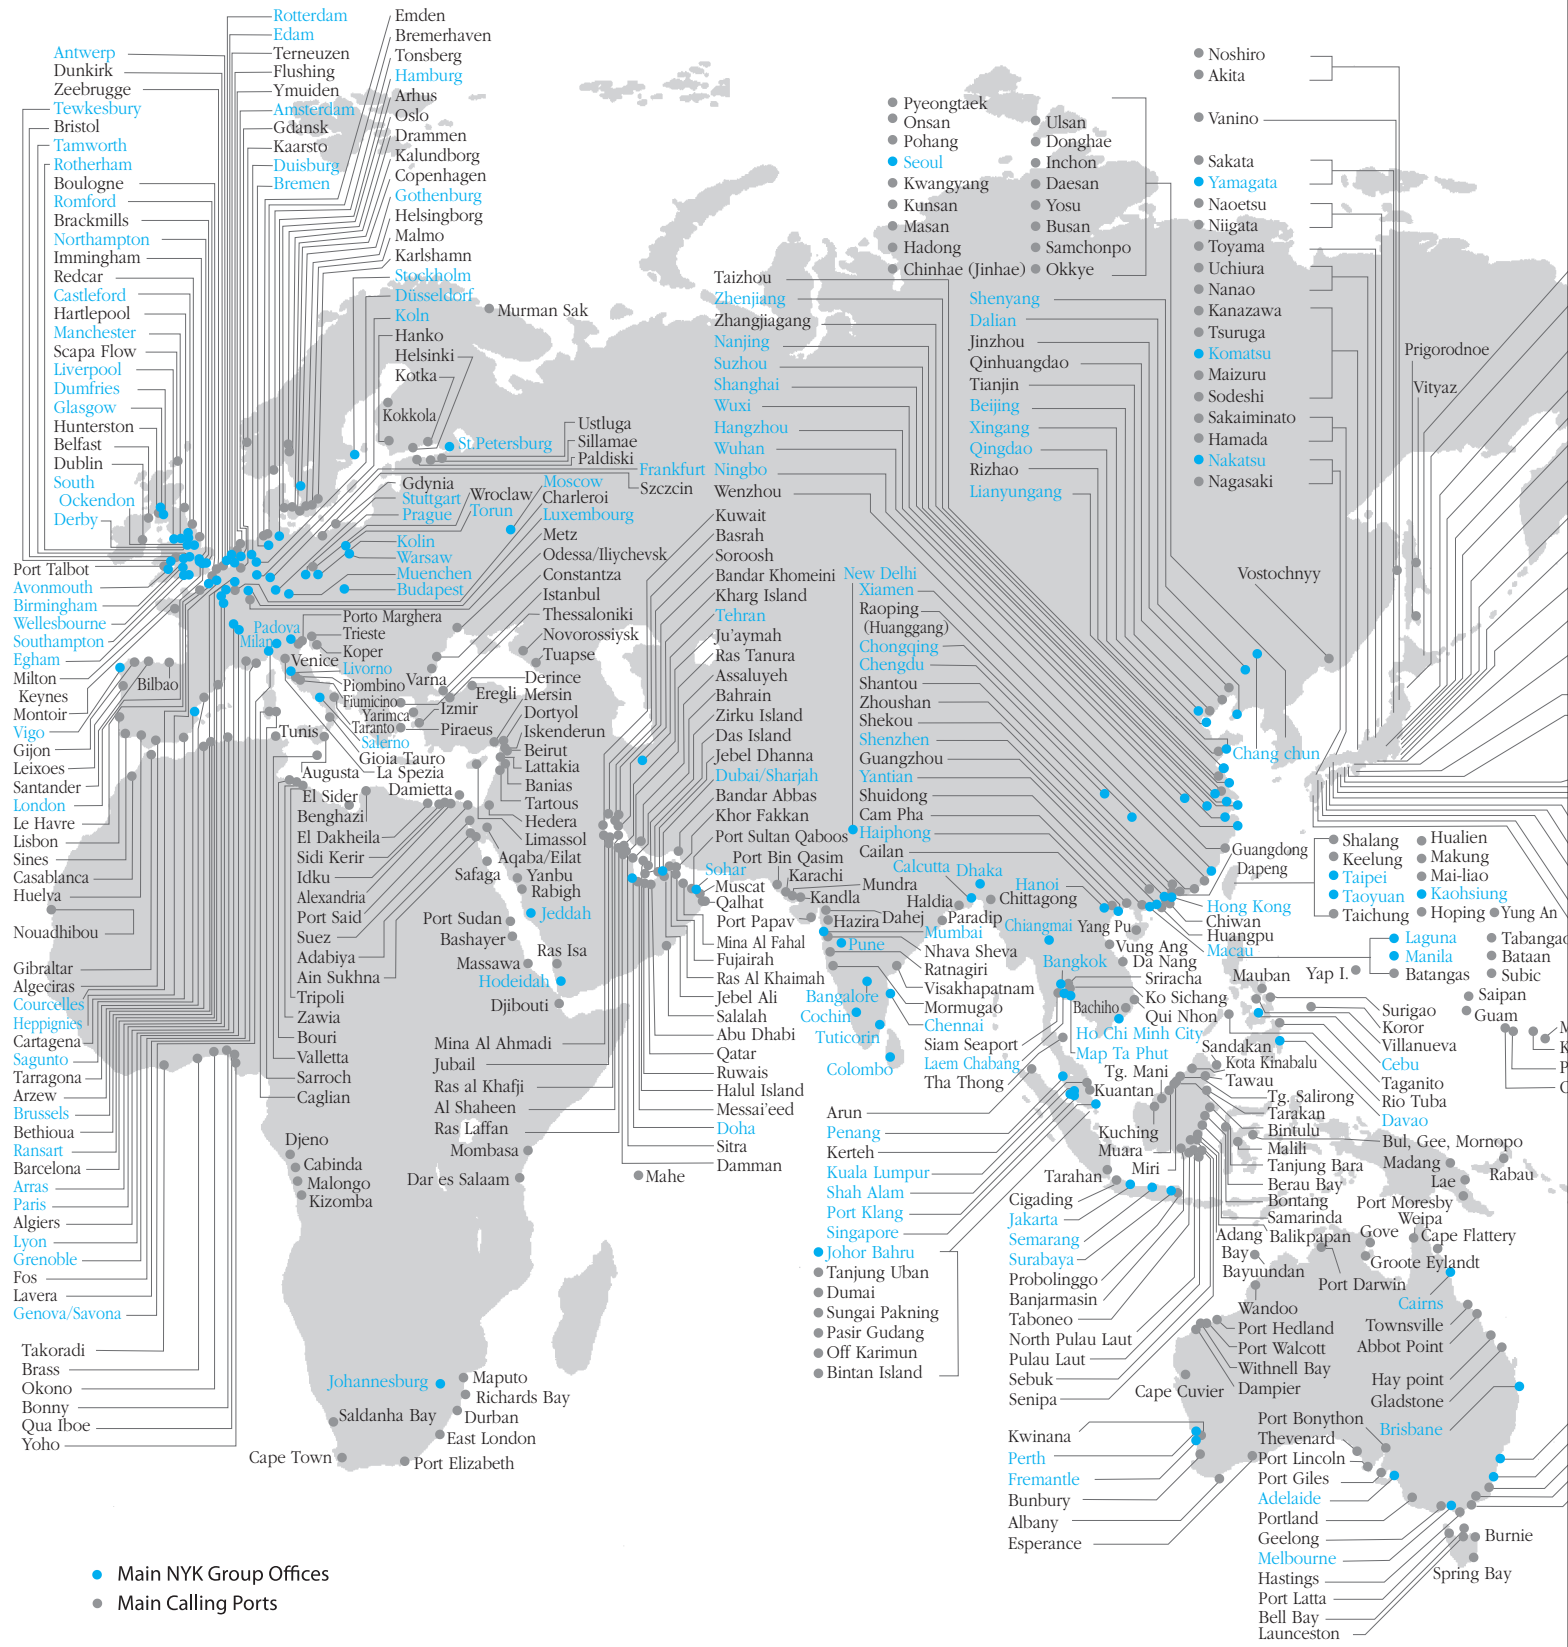 Rotterdam
Edam
Terneuzen
Flushing
Ymuiden
Amsterdam
Gdansk
Kaarsto
Duisburg
Bremen
Emden
Bremerhaven
Tonsberg
Hamburg
Arhus
Oslo
Drammen
Kalundborg
Copenhagen
Gothenburg
Helsingborg
Malmo
Karlshamn
Stockholm
Düsseldorf
Koln
Hanko
Helsinki
Kotka
Kokkola
Murman Sak
St.Petersburg
Ustluga
Sillamae
Paldiski
Frankfurt
Szczcin
Antwerp
Dunkirk
Zeebrugge
Tewkesbury
Bristol
Tamworth
Rotherham
Boulogne
Romford
Brackmills
Northampton
Immingham
Redcar
Castleford
Hartlepool
Manchester
Scapa Flow
Liverpool
Dumfries
Glasgow
Hunterston
Belfast
Dublin
South
Ockendon
Derby
Port Talbot
Avonmouth
Birmingham
Wellesbourne
Southampton
Egham
Milton
Keynes
Montoir
Vigo
Gijon
Leixoes
Santander
London
Le Havre
Lisbon
Sines
Casablanca
Huelva
Nouadhibou
Gibraltar
Algeciras
Courcelles
Heppignies
Cartagena
Sagunto
Tarragona
Arzew
Brussels
Bethioua
Ransart
Barcelona
Arras
Paris
Algiers
Lyon
Grenoble
Fos
Lavera
Genova/Savona
Takoradi
Brass
Okono
Bonny
Qua Iboe
Yoho
Gdynia
Stuttgart
Prague
Wroclaw
Torun
Moscow
Charleroi
Luxembourg
Metz
Kolin
Warsaw
Muenchen
Budapest
Odessa/Iliychevsk
Constantza
Istanbul
Thessaloniki
Novorossiysk
Tuapse
Derince
Mersin
Dortyol
Iskenderun
Beirut
Lattakia
Banias
Tartous
Hedera
Limassol
Aqaba/Eilat
Yanbu
Rabigh
Jeddah
Safaga
Port Sudan
Bashayer
Massawa
Ras Isa
Hodeidah
Djibouti
Porto Marghera
Trieste
Koper
Padova
Milan
Venice
Livorno
Piombino
Fiumicino
Varna
Eregli
Yarimca
Izmir
Taranto
Piraeus
Salerno
Gioia Tauro
La Spezia
Bilbao
Tunis
Augusta
Damietta
El Sider
Benghazi
El Dakheila
Sidi Kerir
Idku
Alexandria
Port Said
Suez
Adabiya
Ain Sukhna
Tripoli
Zawia
Bouri
Valletta
Sarroch
Caglian
Djeno
Cabinda
Malongo
Kizomba
Mina Al Ahmadi
Jubail
Ras al Khafji
Al Shaheen
Ras Laffan
Mombasa
Dar es Salaam
Mahe
Johannesburg
Maputo
Richards Bay
Durban
East London
Port Elizabeth
Saldanha Bay
Cape Town
Taizhou
Zhenjiang
Zhangjiagang
Nanjing
Suzhou
Shanghai
Wuxi
Hangzhou
Wuhan
Ningbo
Wenzhou
Kuwait
Basrah
Soroosh
Bandar Khomeini
Kharg Island
Tehran
Ju'aymah
Ras Tanura
Assaluyeh
Bahrain
Zirku Island
Das Island
Jebel Dhanna
Dubai/Sharjah
Bandar Abbas
Khor Fakkan
Port Sultan Qaboos
Port Bin Qasim
Karachi
Sohar
Muscat
Qalhat
Mundra
Kandla
Port Papav
Hazira
Dahej
Mina Al Fahal
Fujairah
Ras Al Khaimah
Jebel Ali
Salalah
Abu Dhabi
Qatar
Ruwais
Halul Island
Messai'eed
Doha
Sitra
Damman
Pyeongtaek
Onsan
Pohang
Seoul
Kwangyang
Kunsan
Masan
Hadong
Chinhae (Jinhae)
Ulsan
Donghae
Inchon
Daesan
Yosu
Busan
Samchonpo
Okkye
Shenyang
Dalian
Jinzhou
Qinhuangdao
Tianjin
Beijing
Xingang
Qingdao
Rizhao
Lianyungang
New Delhi
Xiamen
Raoping
(Huanggang)
Chongqing
Chengdu
Shantou
Zhoushan
Shekou
Shenzhen
Guangzhou
Yantian
Shuidong
Cam Pha
Haiphong
Cailan
Calcutta
Dhaka
Haldia
Chittagong
Paradip
Mumbai
Pune
Nhava Sheva
Ratnagiri
Visakhapatnam
Mormugao
Chennai
Bangalore
Cochin
Tuticorin
Colombo
Siam Seaport
Laem Chabang
Tha Thong
Hanoi
Chiangmai
Yang Pu
Vung Ang
Da Nang
Bangkok
Sriracha
Ko Sichang
Bachiho
Qui Nhon
Ho Chi Minh City
Map Ta Phut
Arun
Penang
Kerteh
Kuala Lumpur
Shah Alam
Port Klang
Singapore
Johor Bahru
Tanjung Uban
Dumai
Sungai Pakning
Pasir Gudang
Off Karimun
Bintan Island
Tg. Mani
Kuantan
Kuching
Muara
Miri
Tarahan
Cigading
Jakarta
Semarang
Surabaya
Probolinggo
Banjarmasin
Taboneo
North Pulau Laut
Pulau Laut
Sebuk
Senipa
Noshiro
Akita
Vanino
Sakata
Yamagata
Naoetsu
Niigata
Toyama
Uchiura
Nanao
Kanazawa
Tsuruga
Komatsu
Maizuru
Sodeshi
Sakaiminato
Hamada
Nakatsu
Nagasaki
Prigorodnoe
Vityaz
Vostochnyy
Chang chun
Guangdong
Dapeng
Hong Kong
Chiwan
Huangpu
Macau
Shalang
Keelung
Taipei
Taoyuan
Taichung
Hualien
Makung
Mai-liao
Kaohsiung
Hoping
Yung An
Laguna
Manila
Batangas
Bataan
Subic
Mauban
Yap I.
Saipan
Guam
Surigao
Koror
Villanueva
Cebu
Taganito
Rio Tuba
Davao
Sandakan
Kota Kinabalu
Tawau
Tg. Salirong
Tarakan
Bintulu
Malili
Tanjung Bara
Berau Bay
Bontang
Samarinda
Balikpapan
Adang
Bay
Bayuundan
Bul, Gee, Mornopo
Madang
Lae
Rabau
Port Moresby
Weipa
Gove
Cape Flattery
Groote Eylandt
Port Darwin
Cairns
Townsville
Abbot Point
Hay point
Gladstone
Brisbane
Wandoo
Port Hedland
Port Walcott
Withnell Bay
Dampier
Cape Cuvier
Kwinana
Perth
Fremantle
Bunbury
Albany
Esperance
Port Bonython
Thevenard
Port Lincoln
Port Giles
Adelaide
Portland
Geelong
Melbourne
Hastings
Port Latta
Bell Bay
Launceston
Burnie
Spring Bay
Main NYK Group Offices
Main Calling Ports